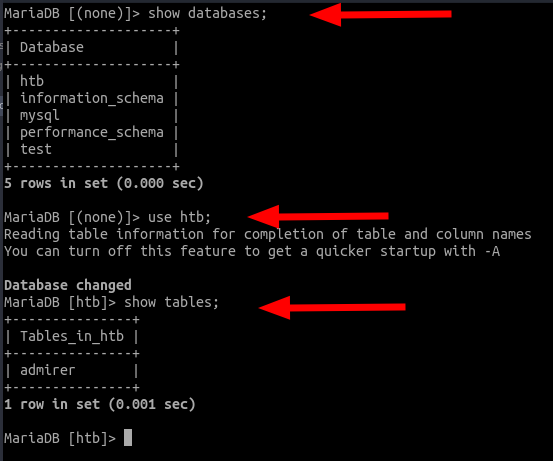 MariaDB [(none)]> show databases;
+--------------------+
| Database           |
+--------------------+
| htb                |
| information_schema |
| mysql              |
| performance_schema |
| test               |
+--------------------+
5 rows in set (0.000 sec)
MariaDB [(none)]> use htb;
Reading table information for completion of table and column names
You can turn off this feature to get a quicker startup with -A
Database changed
MariaDB [htb]> show tables;
+---------------+
| Tables_in_htb |
+---------------+
| admirer       |
+---------------+
1 row in set (0.001 sec)
MariaDB [htb]>